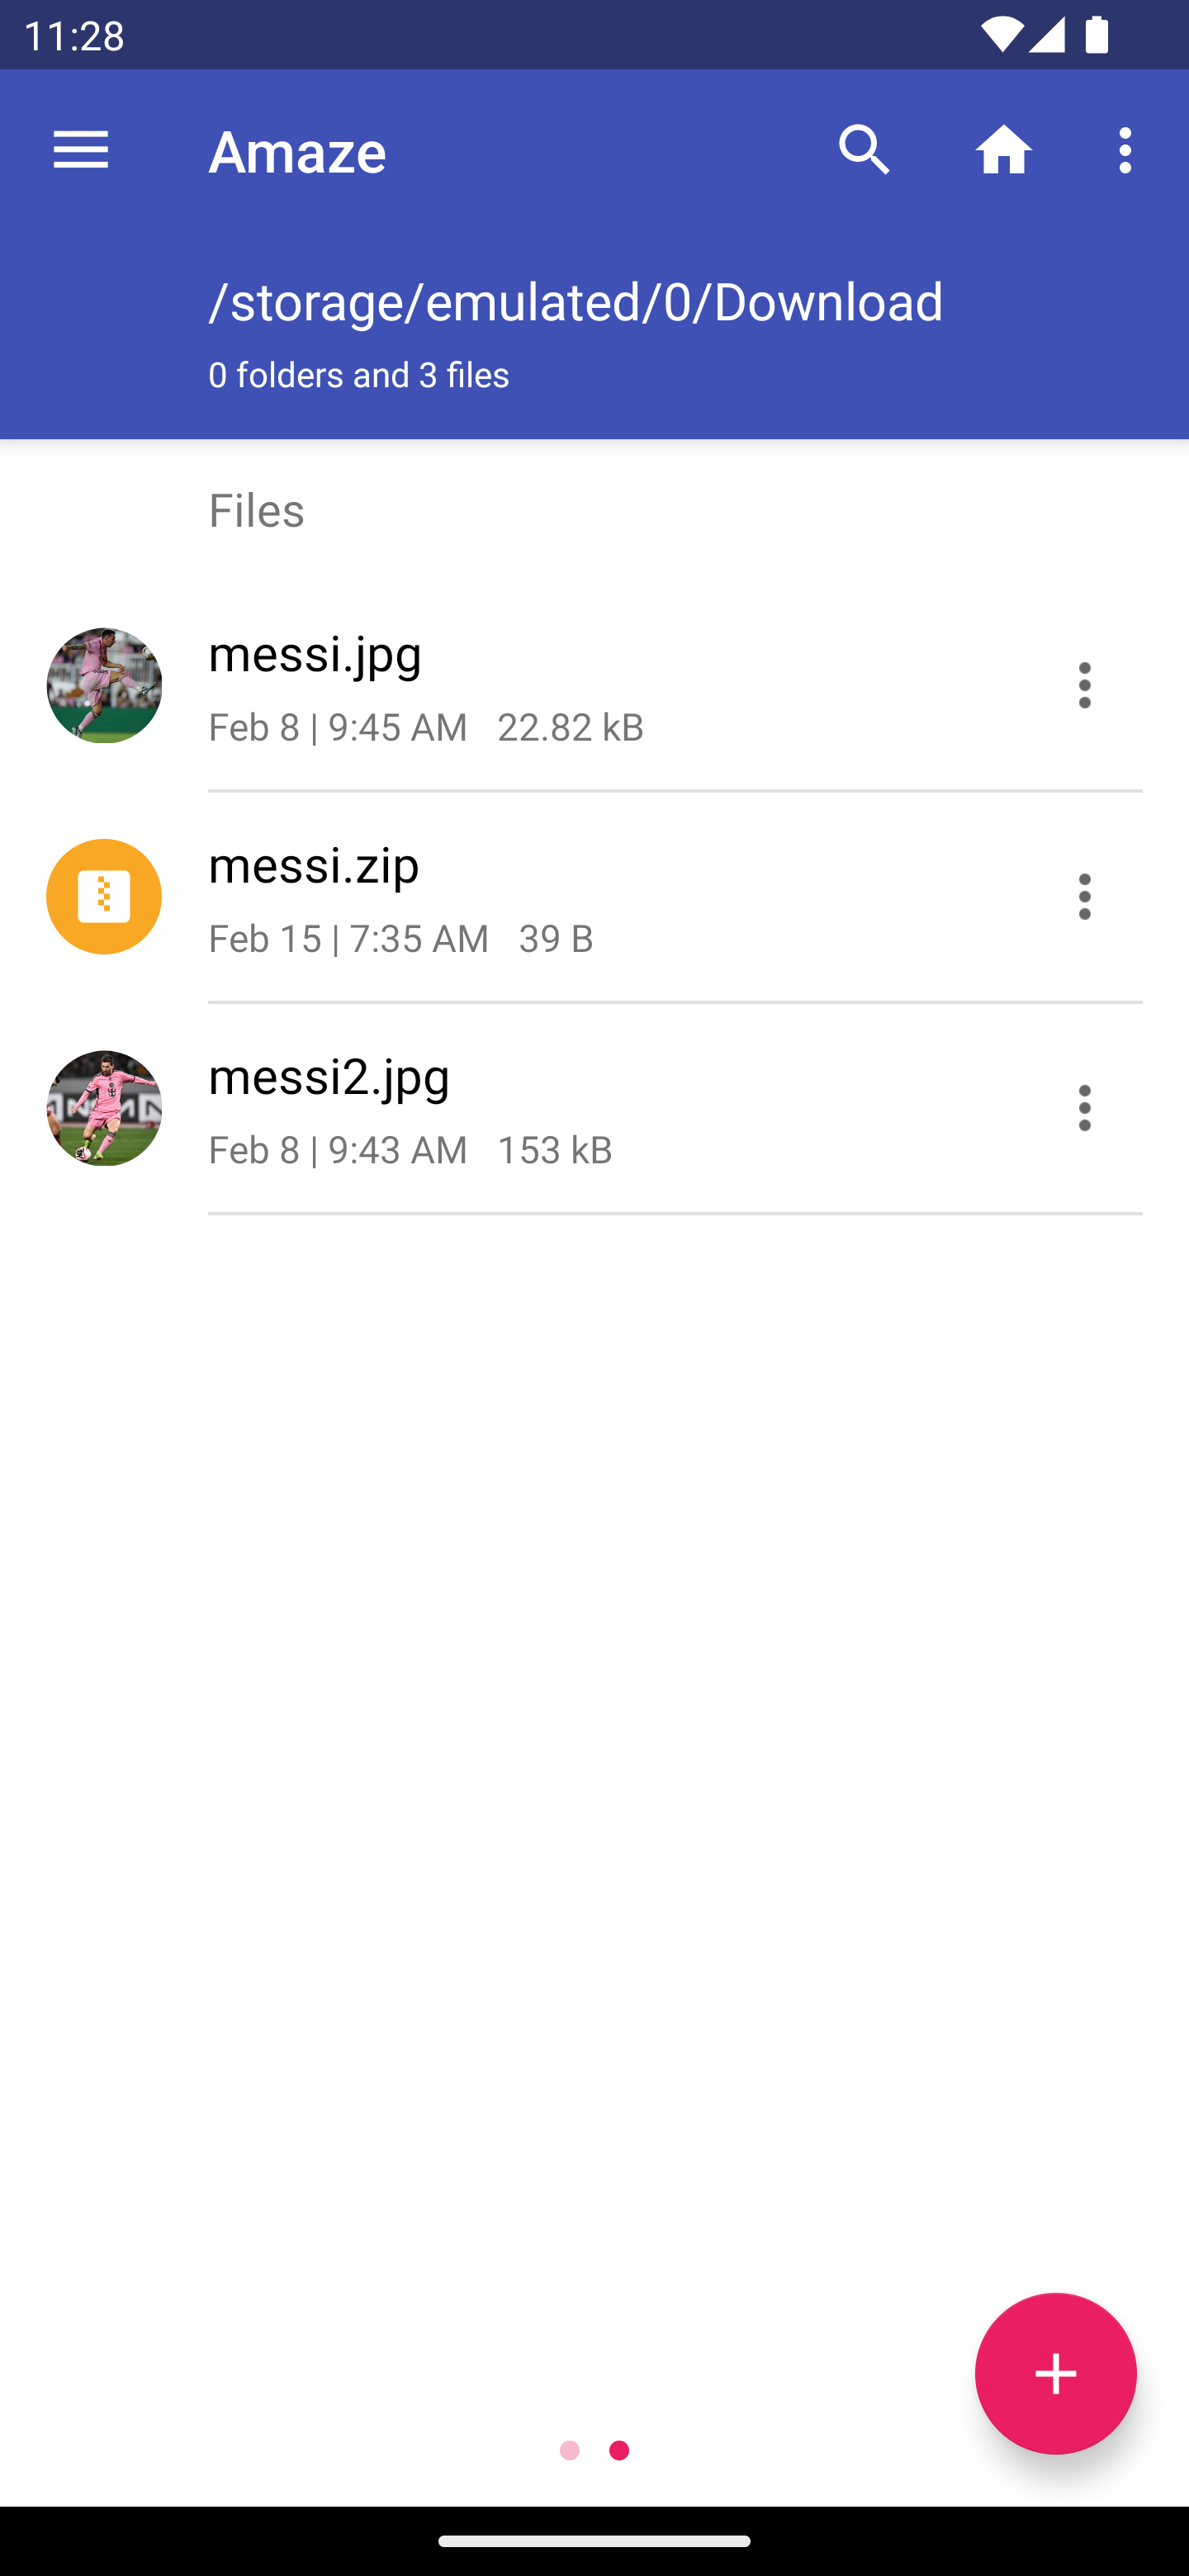 11:28
Amaze
/storage/emulated/0/Download
0 folders and 3 files
Files
messi.jpg
Feb 8 | 9:45 AM 22.82 kB
messi.zip
Feb 15 | 7:35 AM 39 B
messi2.jpg
Feb 8 | 9:43 AM 153 kB